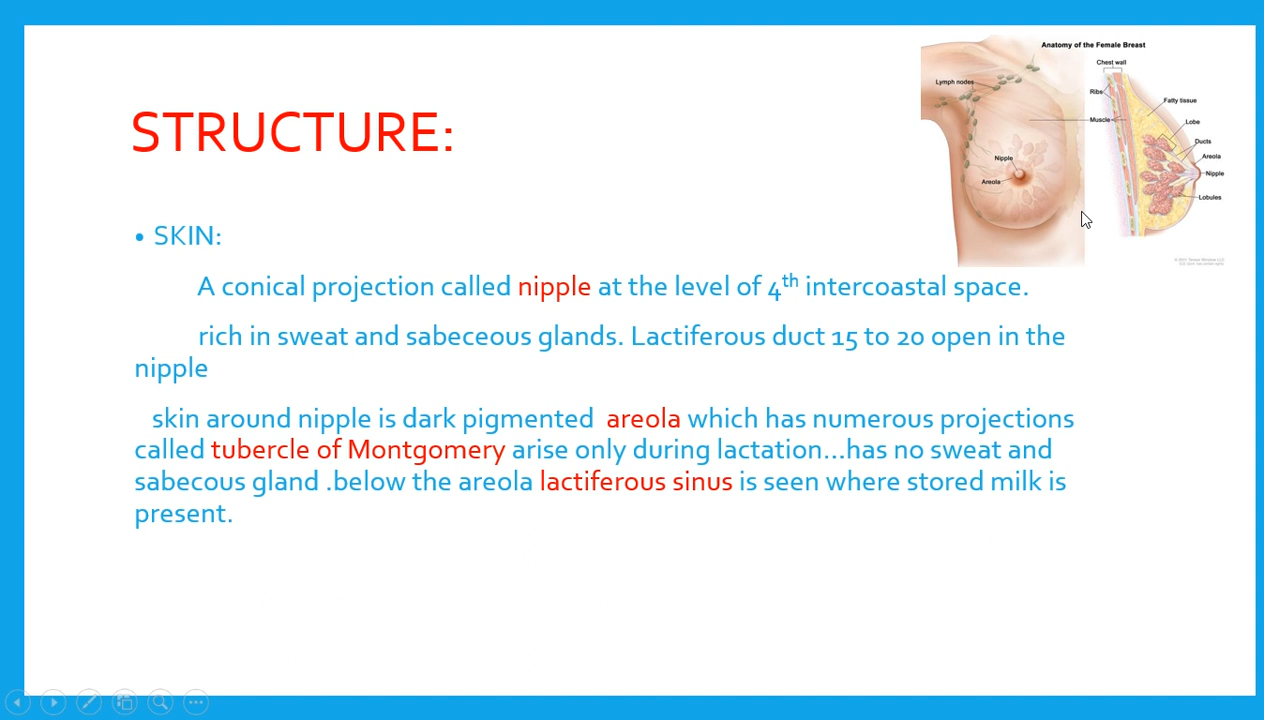 Anatomy of the Female Breast
Chest wall
Lymph nodes
Ribs
Fatty tissue
Muscle
Lobe
Ducts
Nipple
Areola
Areola
Nipple
Lobules
STRUCTURE:
• SKIN:
A conical projection called nipple at the level of 4th intercoastal space.
rich in sweat and sabeceous glands. Lactiferous duct 15 to 20 open in the
nipple
skin around nipple is dark pigmented areola which has numerous projections
called tubercle of Montgomery arise only during lactation...has no sweat and
sabecous gland .below the areola lactiferous sinus is seen where stored milk is
present.